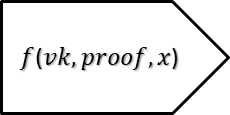 f(vk, proof, x)